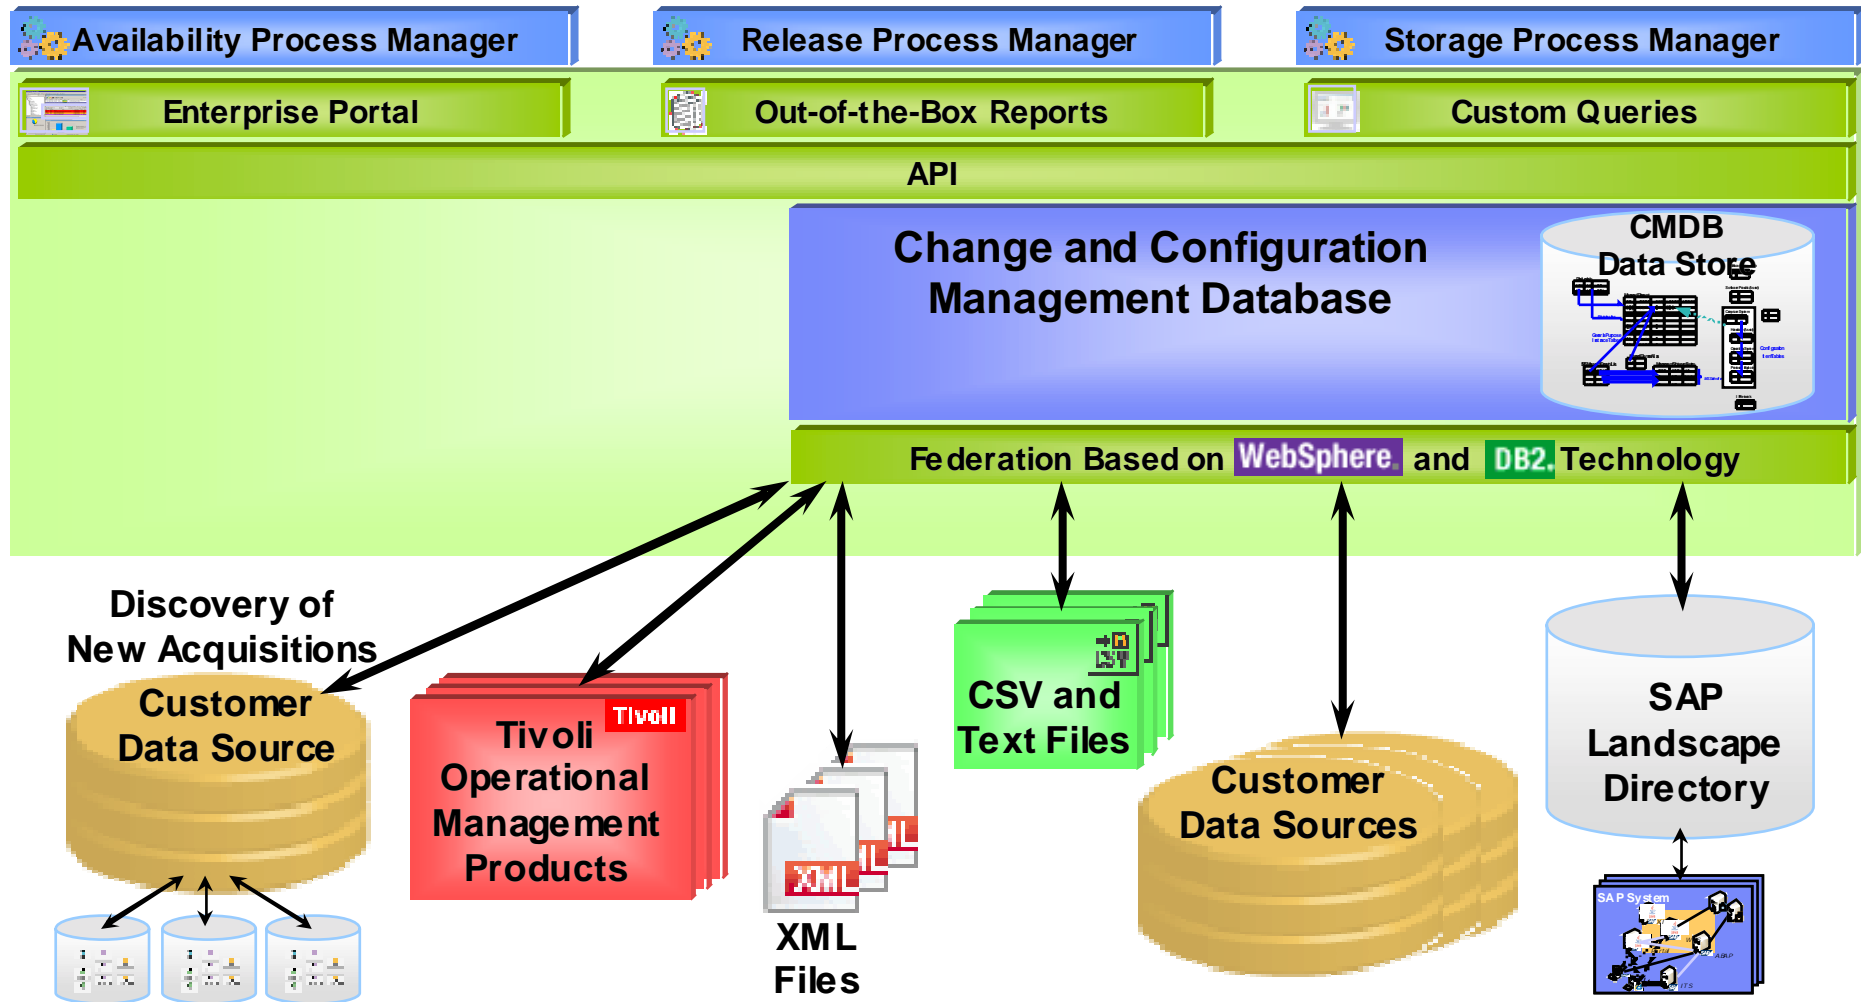 Availability Process Manager
Release Process Manager
Storage Process Manager
Enterprise Portal
Out-of-the-Box Reports
Custom Queries
API
Change and Configuration
Management Database
CMDB
Data Store
Federation Based on WebSphere. and DB2. Technology
Discovery of
New Acquisitions
Customer
Data Source
Tivoli
Tivoli
Operational
Management
Products
XML
XML
Files
CSV and
Text Files
Customer
Data Sources
SAP
Landscape
Directory
SAP System